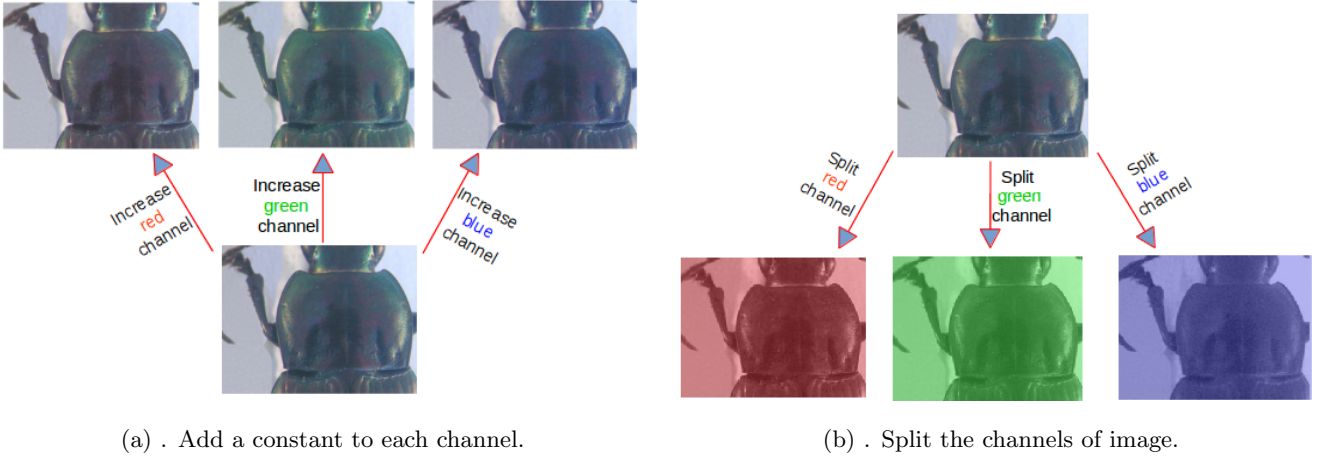 Increase
red
channel
Increase
green
channel
Increase
blue
channel
(a) . Add a constant to each channel.
Split
red
channel
Split
green
channel
Split
blue
channel
(b) . Split the channels of image.